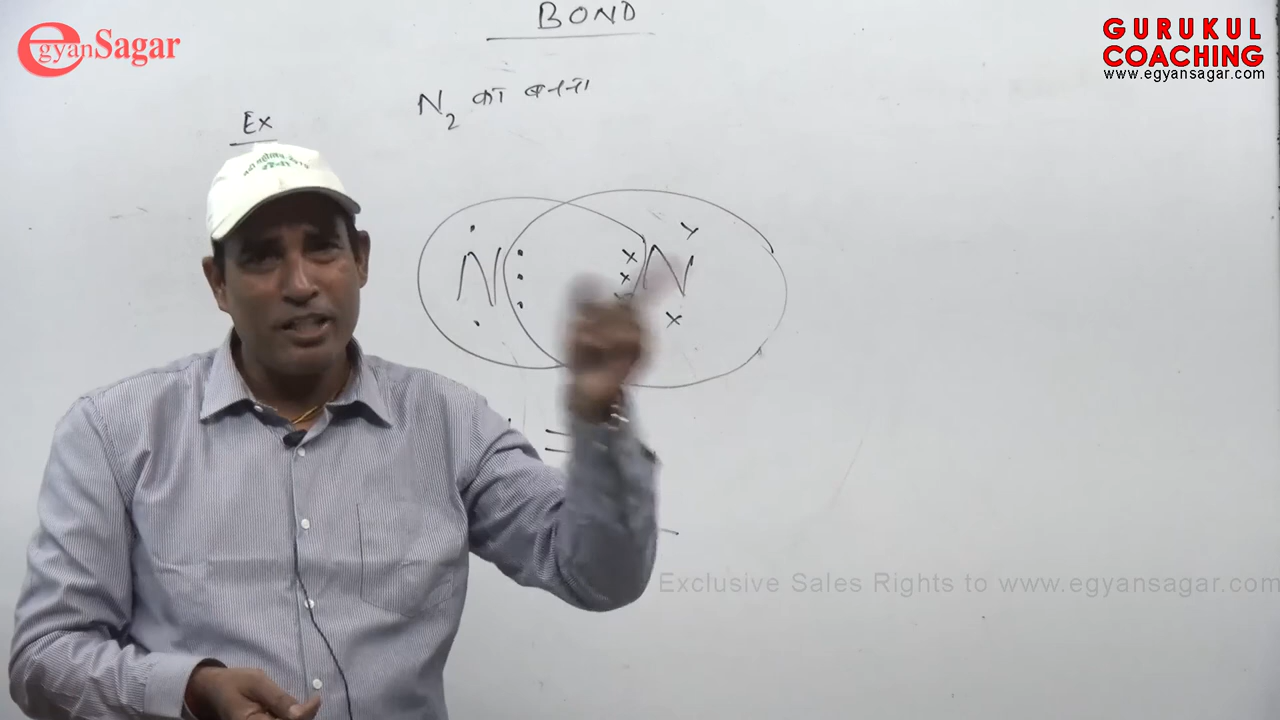 BOND
egyanSagar
GURUKUL
COACHING
www.egyansagar.com
N2 का बनना
Ex
N N
Exclusive Sales Rights to www.egyansagar.com